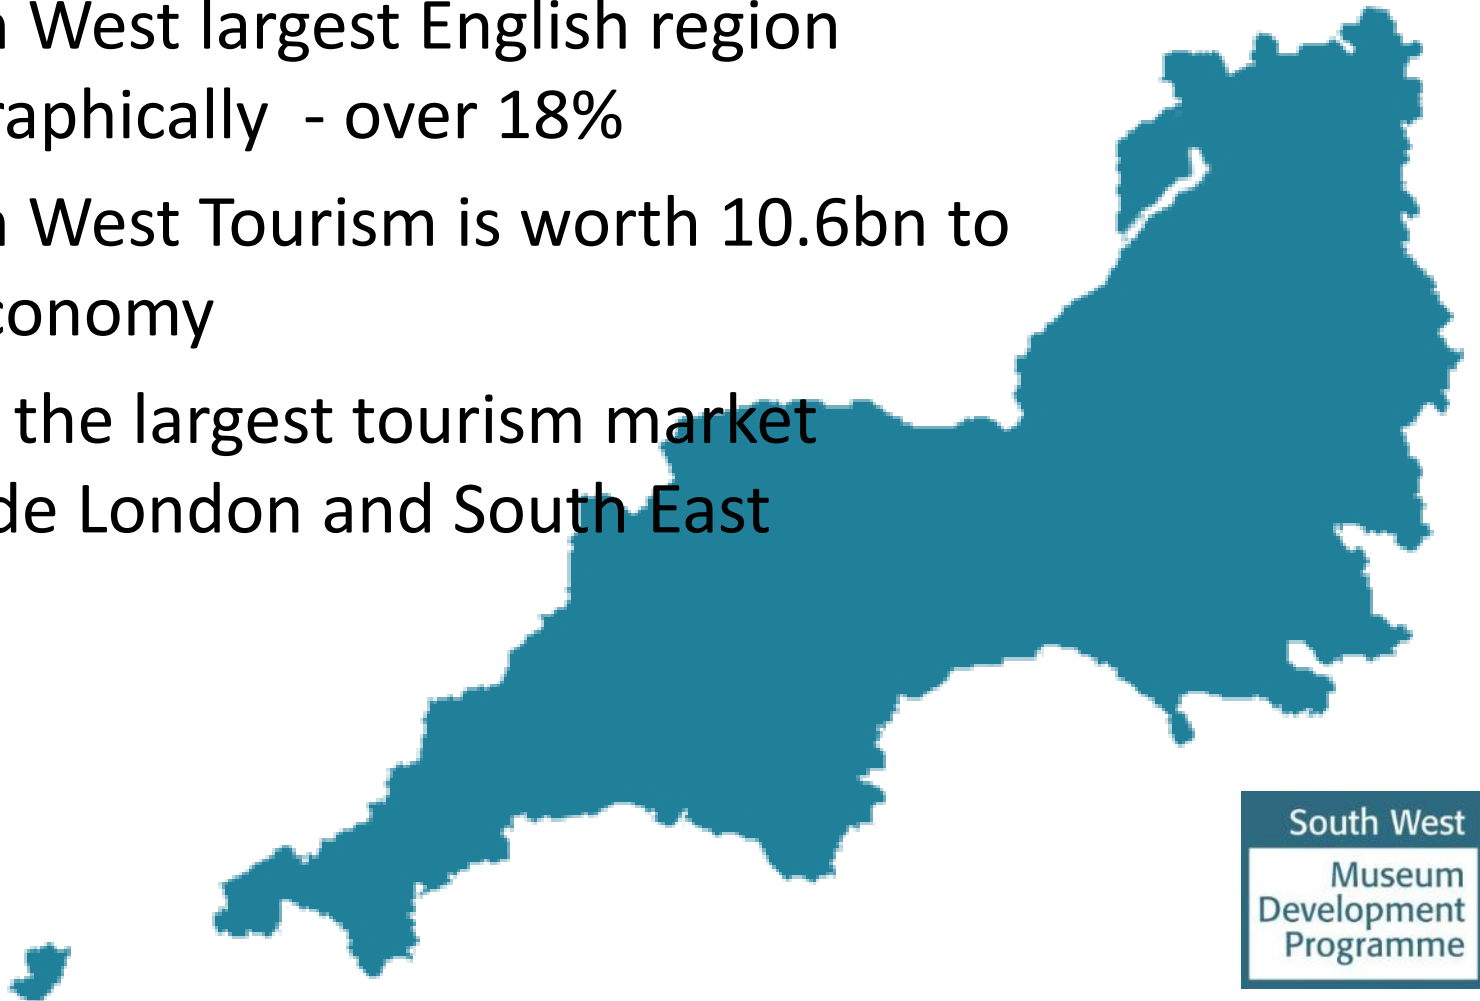 West largest English region
raphically - over 18%
West Tourism is worth 10.6bn to
conomy
the largest tourism market
de London and South East
South West
Museum
Development
Programme